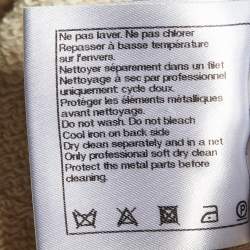 Ne pas laver. Ne pas chlorer
Repasser à basse température
sur l'envers.
Nettoyer séparement dans un filet
Nettoyage à sec par professionnel
uniquement: cycle doux.
Protéger les éléments métalliques
avant nettoyage.
Do not wash. Do not bleach
Cool iron on back side
Dry clean separately and in a net
Only professional soft dry clean
Protect the metal parts before
cleaning.